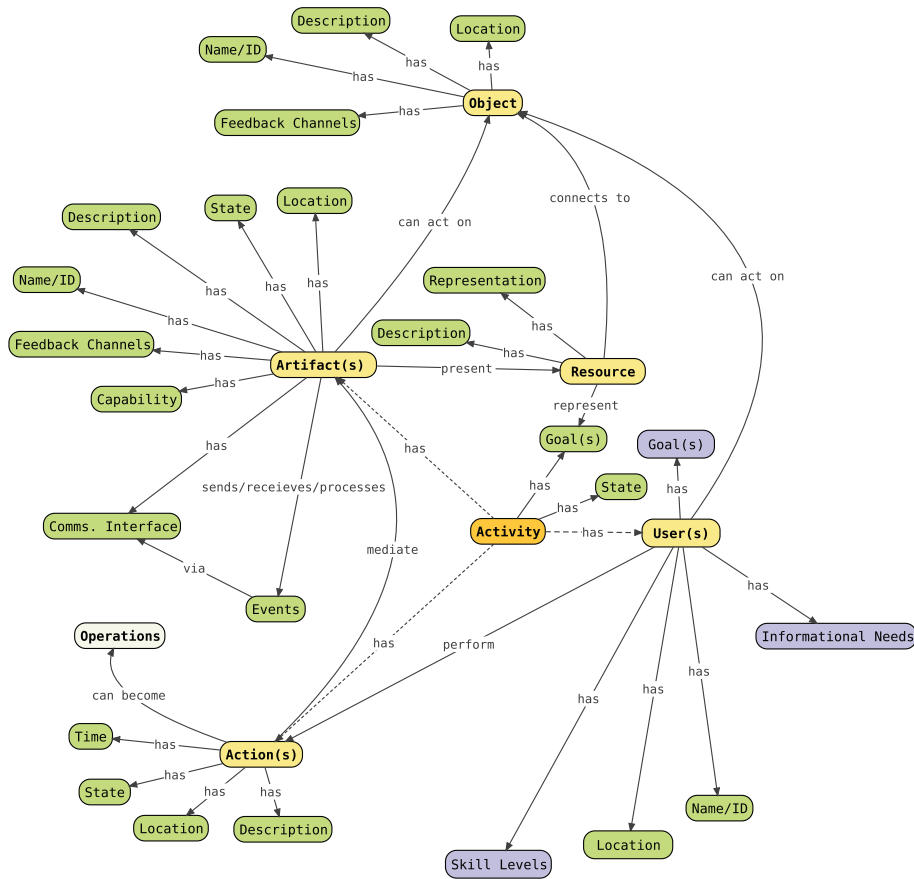 Description
Location
Name/ID
has
has
has
Object
has
Feedback Channels
Location
State
Description
connects to
can act on
Name/ID
can act on
Representation
has
has
has
has
has
Description
Feedback Channels
has
has
Artifact(s)
present
Resource
has
Capability
represent
Goal(s)
Goal(s)
has
has
has
has
State
sends/receieves/processes
has
Comms. Interface
Activity
has
User(s)
mediate
via
has
Events
Operations
has
perform
Informational Needs
has
has
can become
has
Time
has
Action(s)
has
State
has
has
Name/ID
Location
Description
Location
Skill Levels